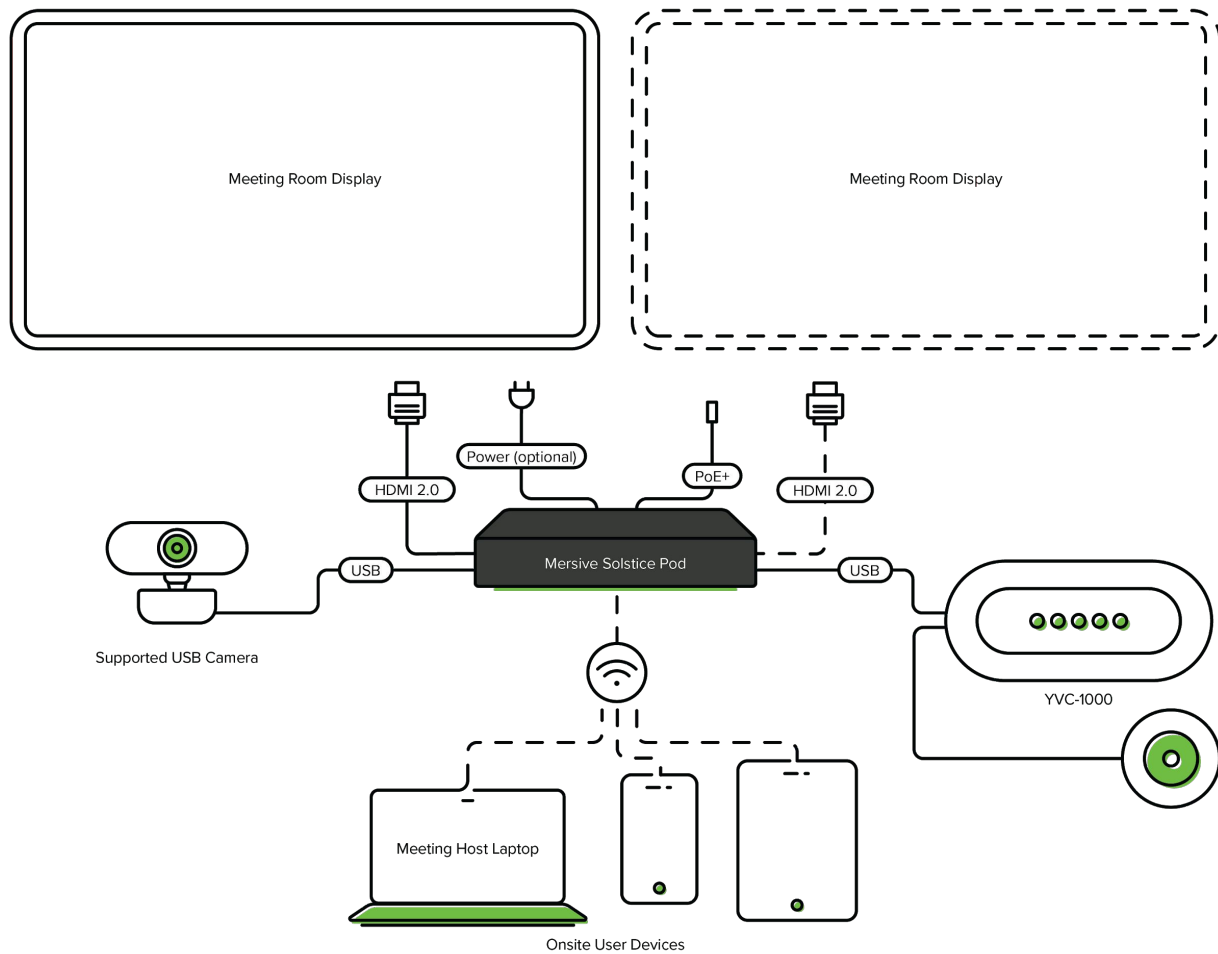 Meeting Room Display
Meeting Room Display
Power (optional)
PoE+
HDMI 2.0
HDMI 2.0
Mersive Solstice Pod
USB
USB
Supported USB Camera
YVC-1000
Meeting Host Laptop
Onsite User Devices